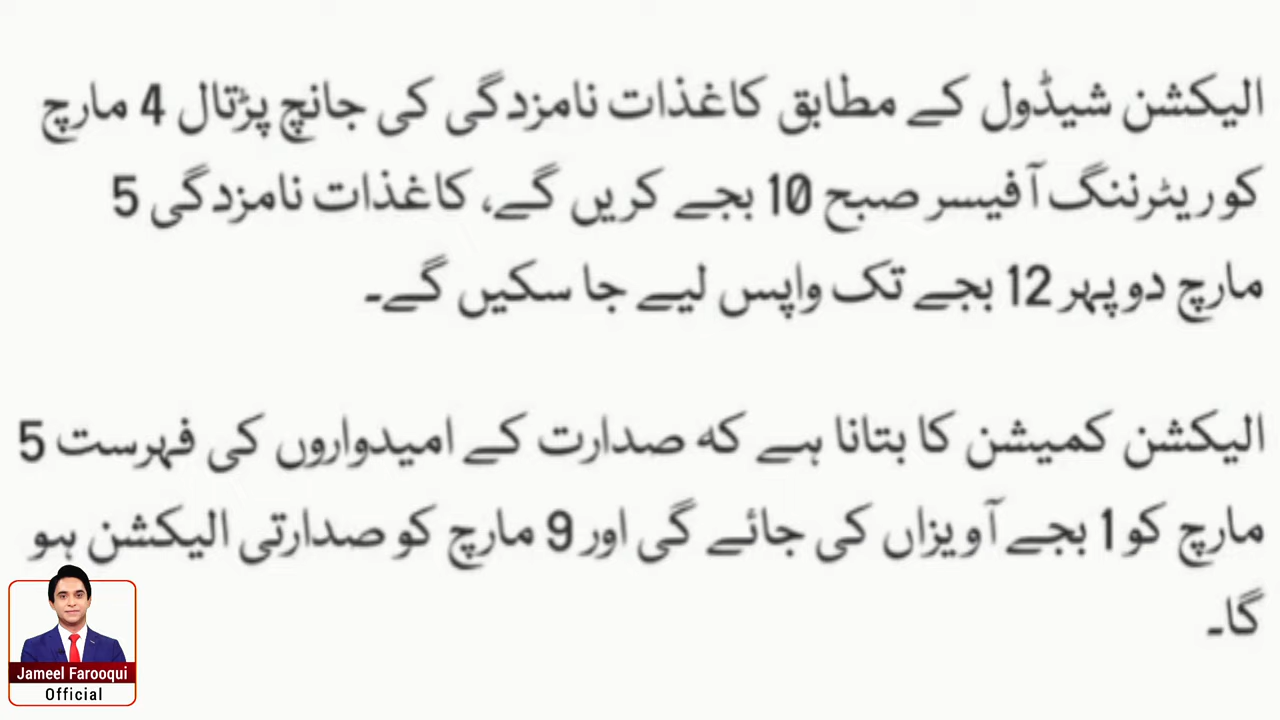 الیکشن شیڈول کے مطابق کاغذات نامزدگی کی جانچ پڑتال 4 مارچ
کو ریٹرننگ آفیسر صبح 10 بجے کریں گے، کاغذات نامزدگی 5
مارچ دوپہر 12 بجے تک واپس لیے جا سکیں گے۔
الیکشن کمیشن کا بتانا ہے کہ صدارت کے امیدواروں کی فہرست 5
مارچ کو 1 بجے آویزاں کی جائے گی اور 9 مارچ کو صدارتی الیکشن ہو
گا۔
Jameel Farooqui
Official